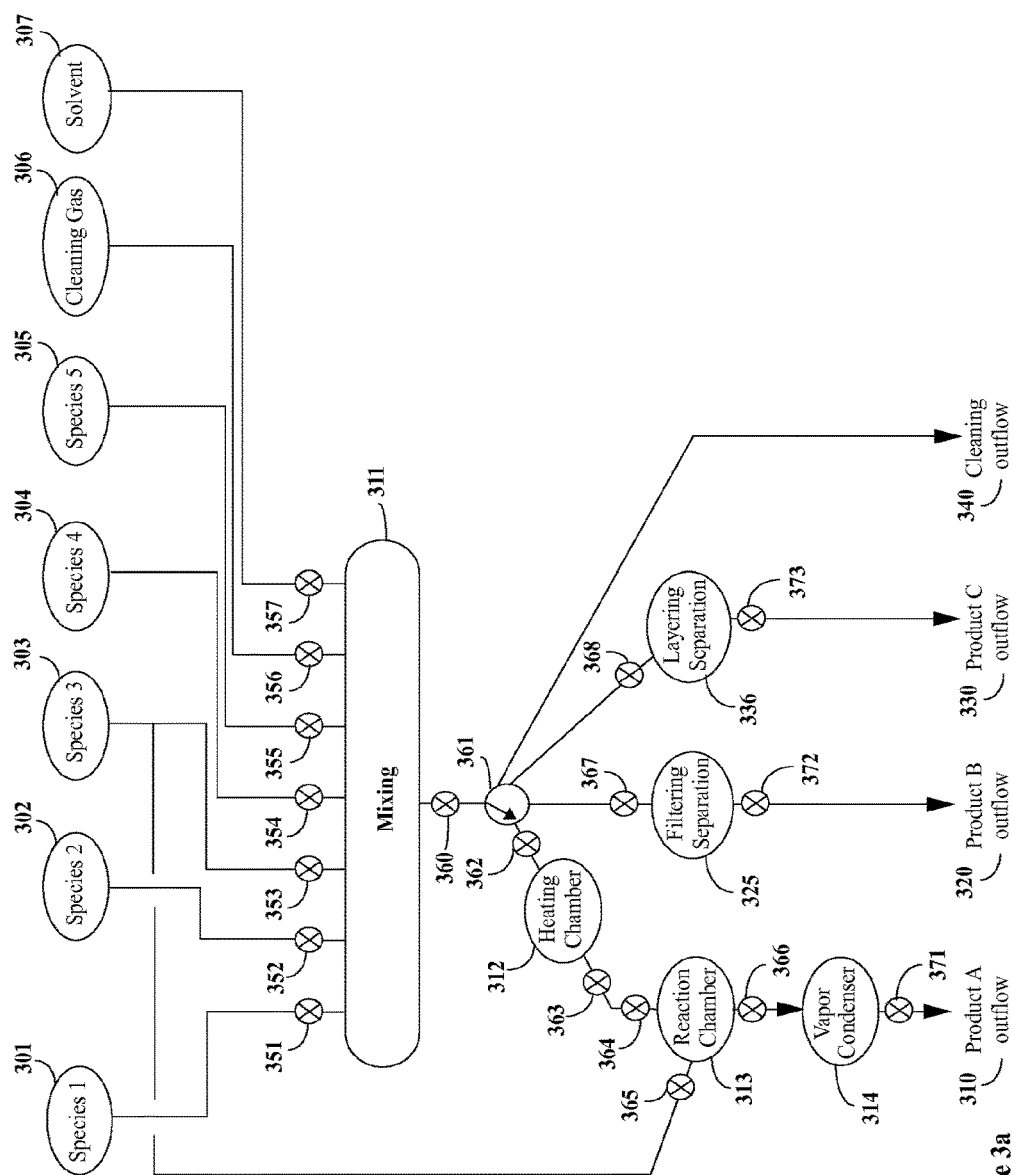 307
306
305
304
303
302
301
Solvent
Cleaning Gas
Species 5
Species 4
Species 3
Species 2
Species 1
311
Mixing
357
356
355
354
353
352
351
360
361
362
368
367
363
364
365
Layering
Separation
336
373
Filtering
Separation
325
372
Heating
Chamber
312
Reaction
Chamber
313
366
Vapor
Condenser
314
371
340 Cleaning
outflow
330 Product C
outflow
320 Product B
outflow
310 Product A
outflow
e 3a